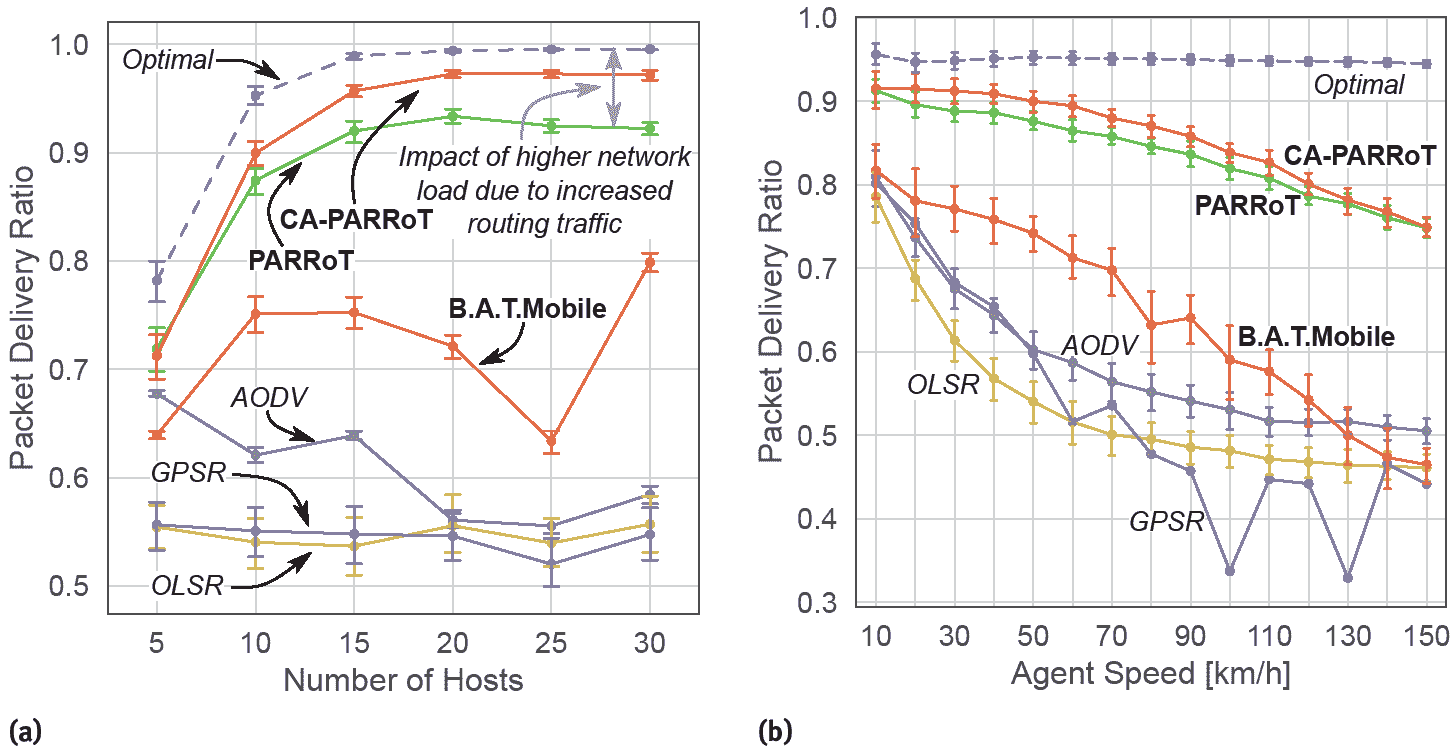 1.0
0.9
0.8
0.7
0.6
0.5
5
10
15
20
25
30
Packet Delivery Ratio
Number of Hosts
Optimal
Impact of higher network
load due to increased
routing traffic
CA-PARRoT
PARRoT
B.A.T.Mobile
AODV
GPSR
OLSR
(a)
1.0
0.9
0.8
0.7
0.6
0.5
0.4
0.3
10
30
50
70
90
110
130
150
Packet Delivery Ratio
Agent Speed [km/h]
Optimal
CA-PARRoT
PARRoT
B.A.T.Mobile
AODV
OLSR
GPSR
(b)